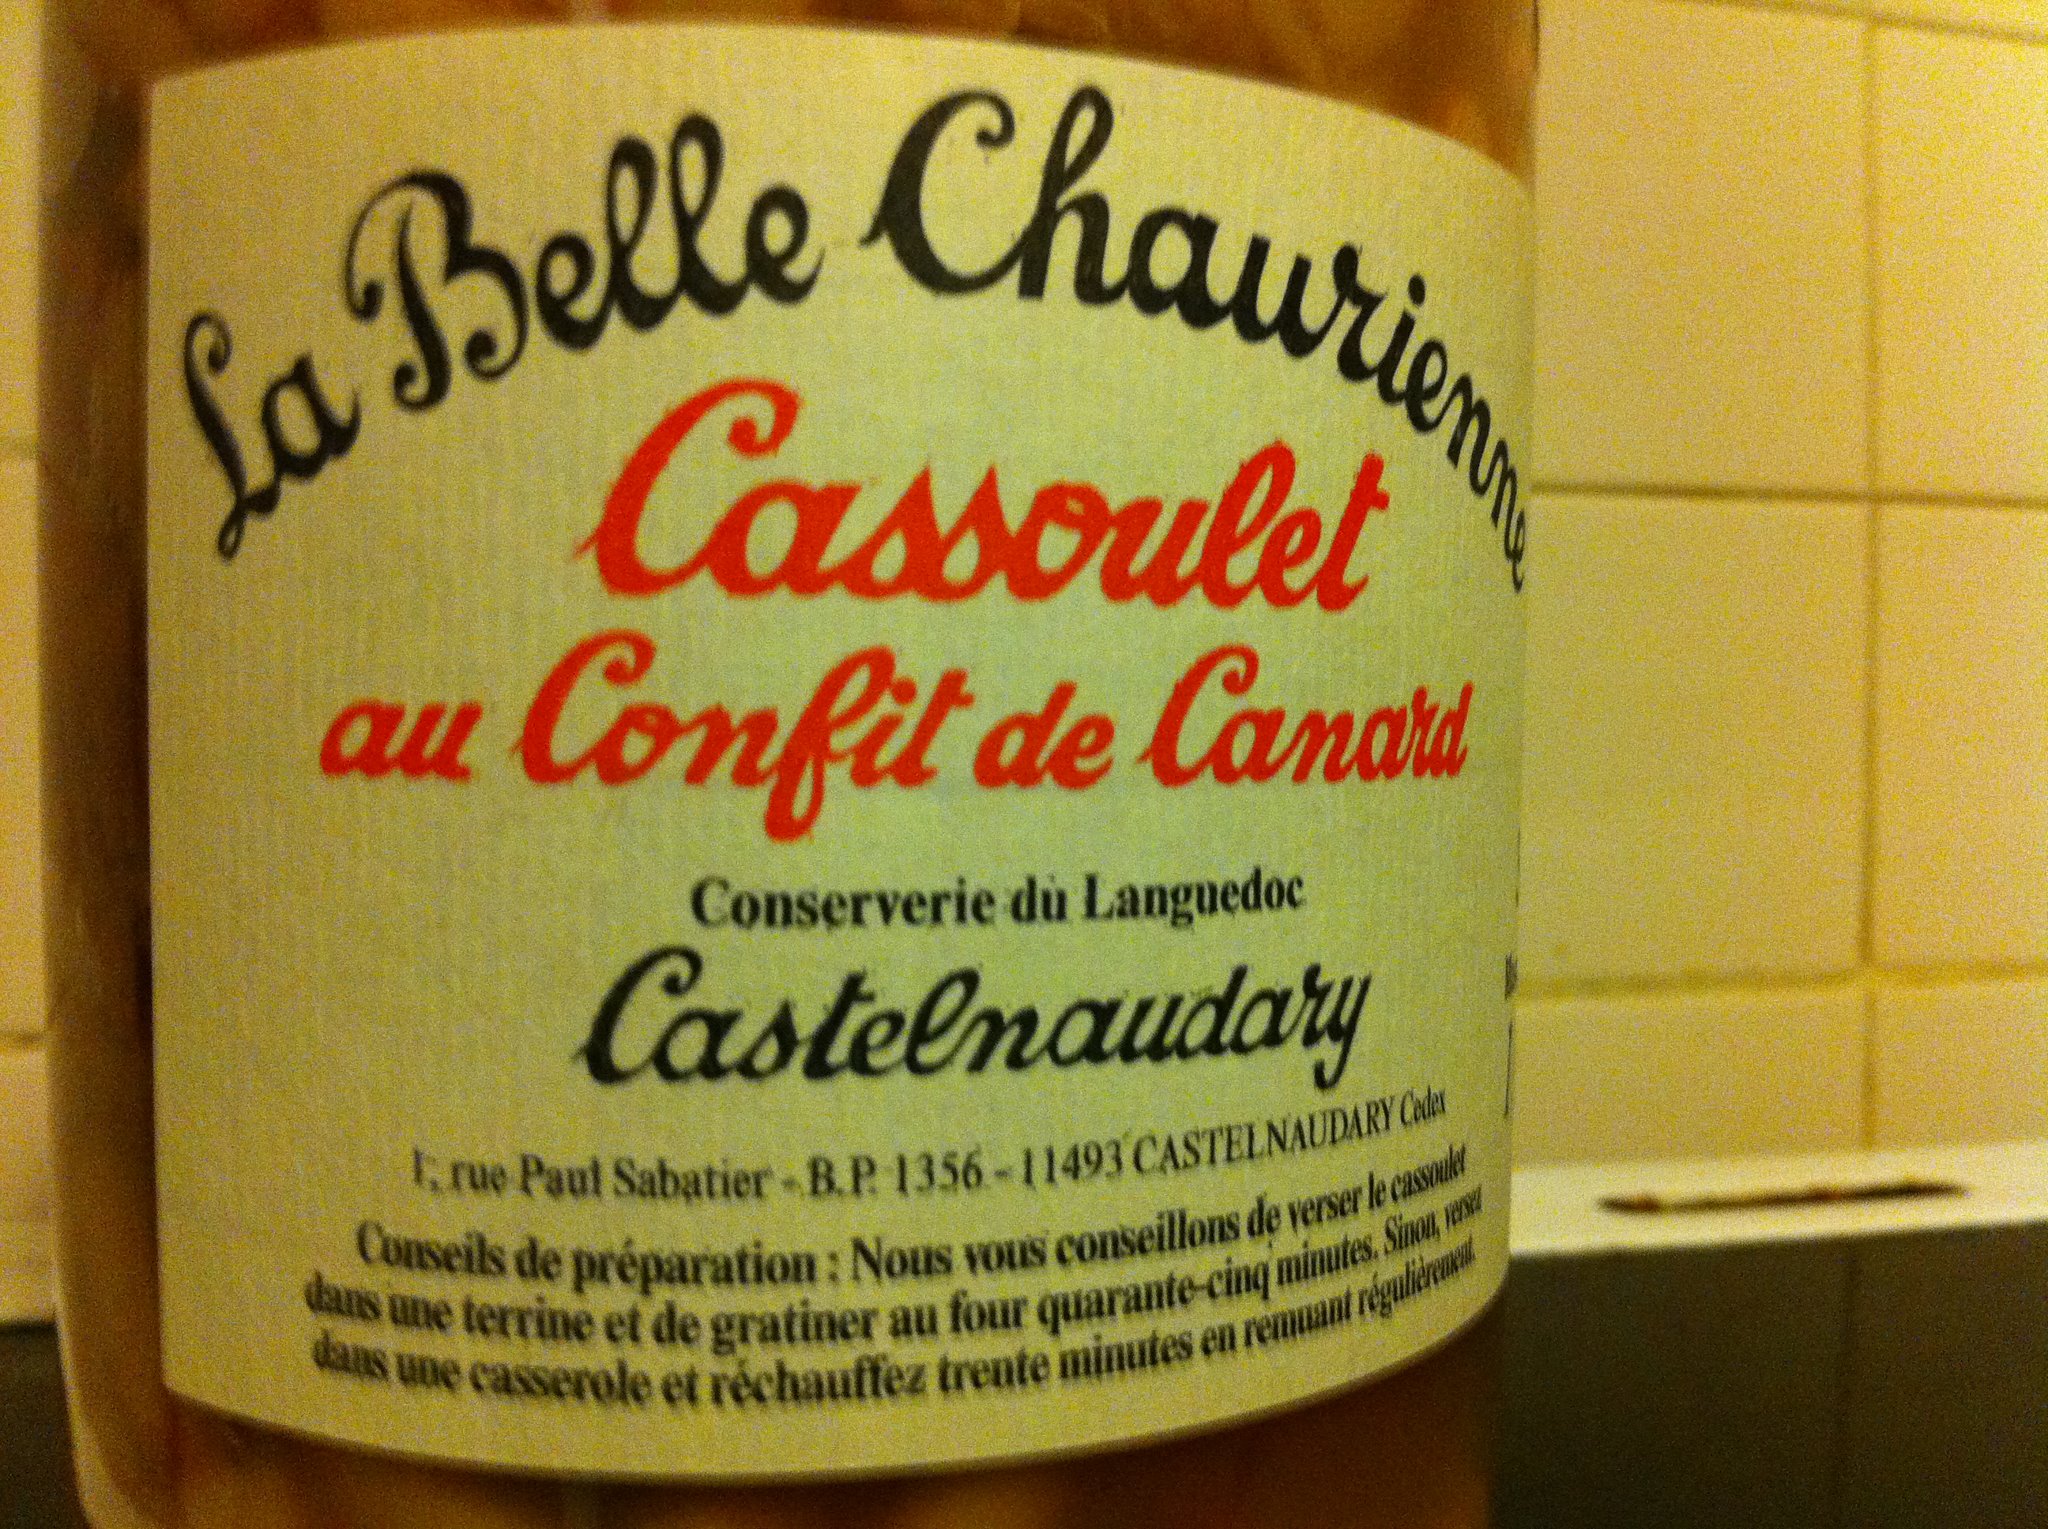 La Belle Chaurienne
Cassoulet
au Confit de Canard
Conserverie du Languedoc
Castelnaudary
1, rue Paul Sabatier - B.P. 1356 - 11493 CASTELNAUDARY Cedex
Conseils de préparation : Nous vous conseillons de verser le cassoulet
dans une terrine et de gratiner au four quarante-cinq minutes. Sinon, versez
dans une casserole et réchauffez trente minutes en remuant régulièrement.